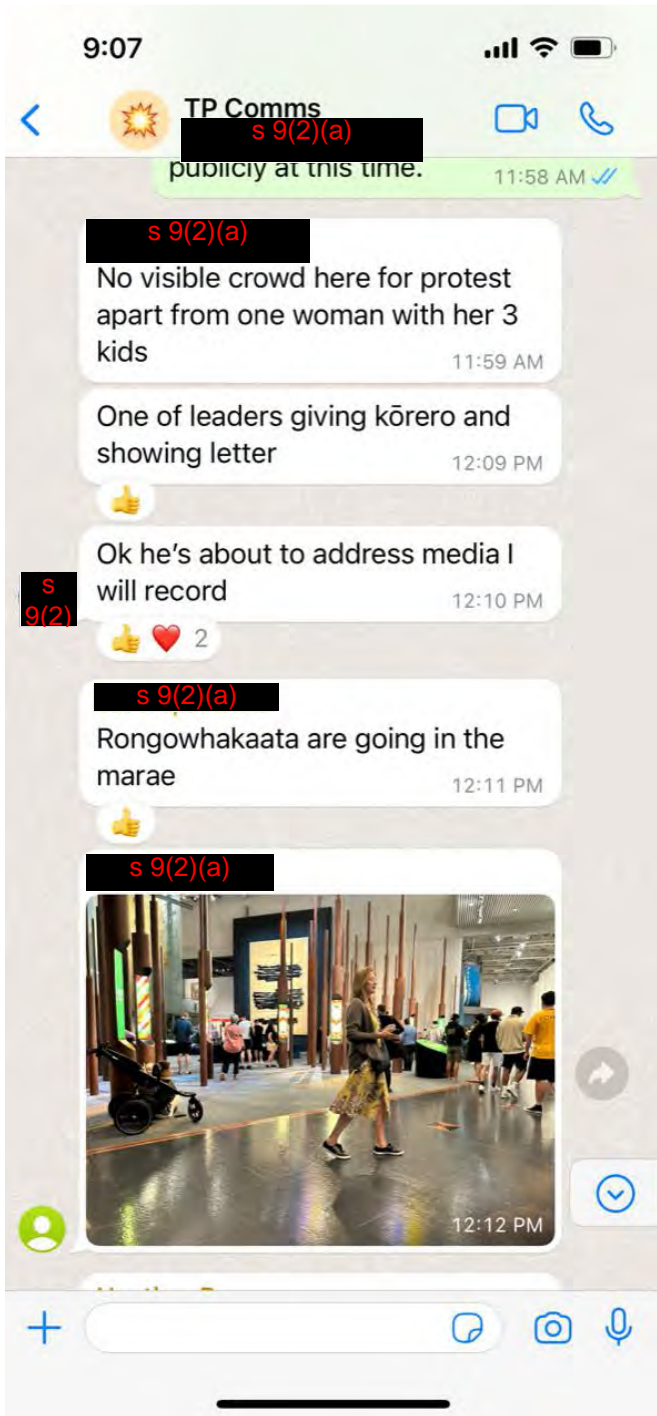 9:07
TP Comms
s 9(2)(a)
publicly at this time.
11:58 AM
s 9(2)(a)
No visible crowd here for protest
apart from one woman with her 3
kids
11:59 AM
One of leaders giving kōrero and
showing letter
12:09 PM
Ok he's about to address media I
will record
12:10 PM
s
9(2)
2
s 9(2)(a)
Rongowhakaata are going in the
marae
12:11 PM
s 9(2)(a)
12:12 PM